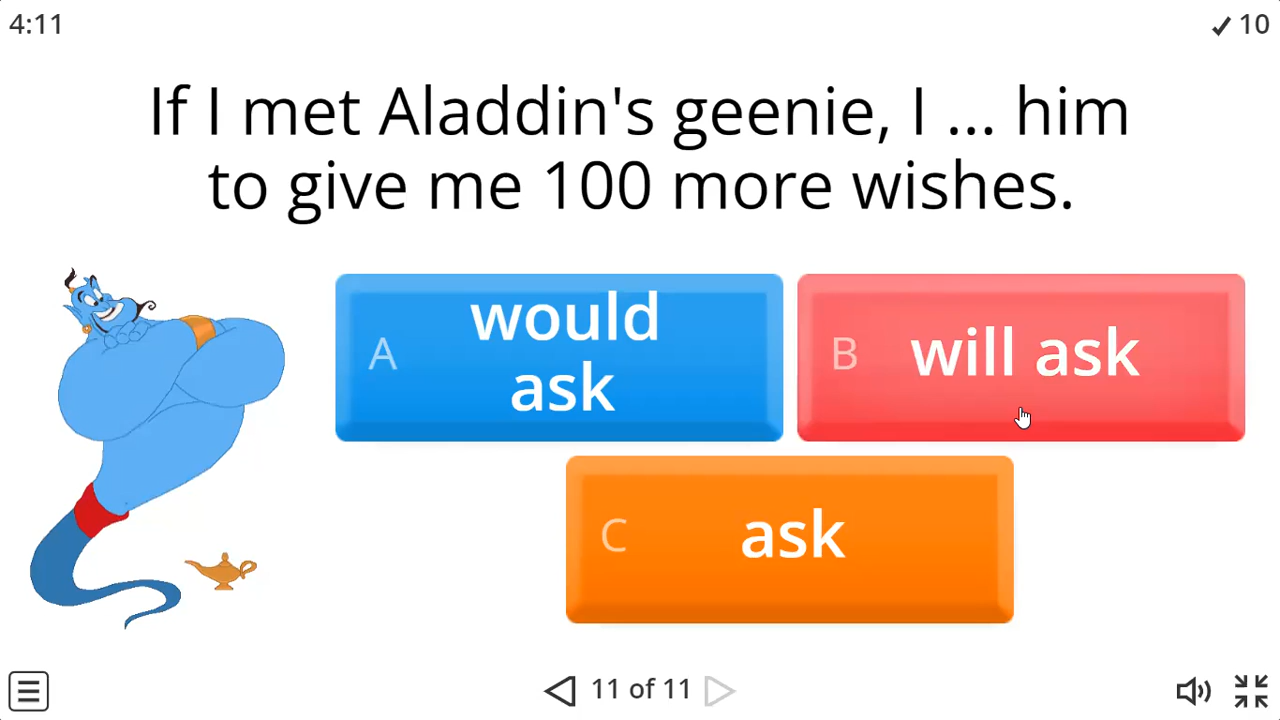 4:11
✓ 10
If I met Aladdin's geenie, I ... him
to give me 100 more wishes.
A would
ask
B will ask
C ask
11 of 11